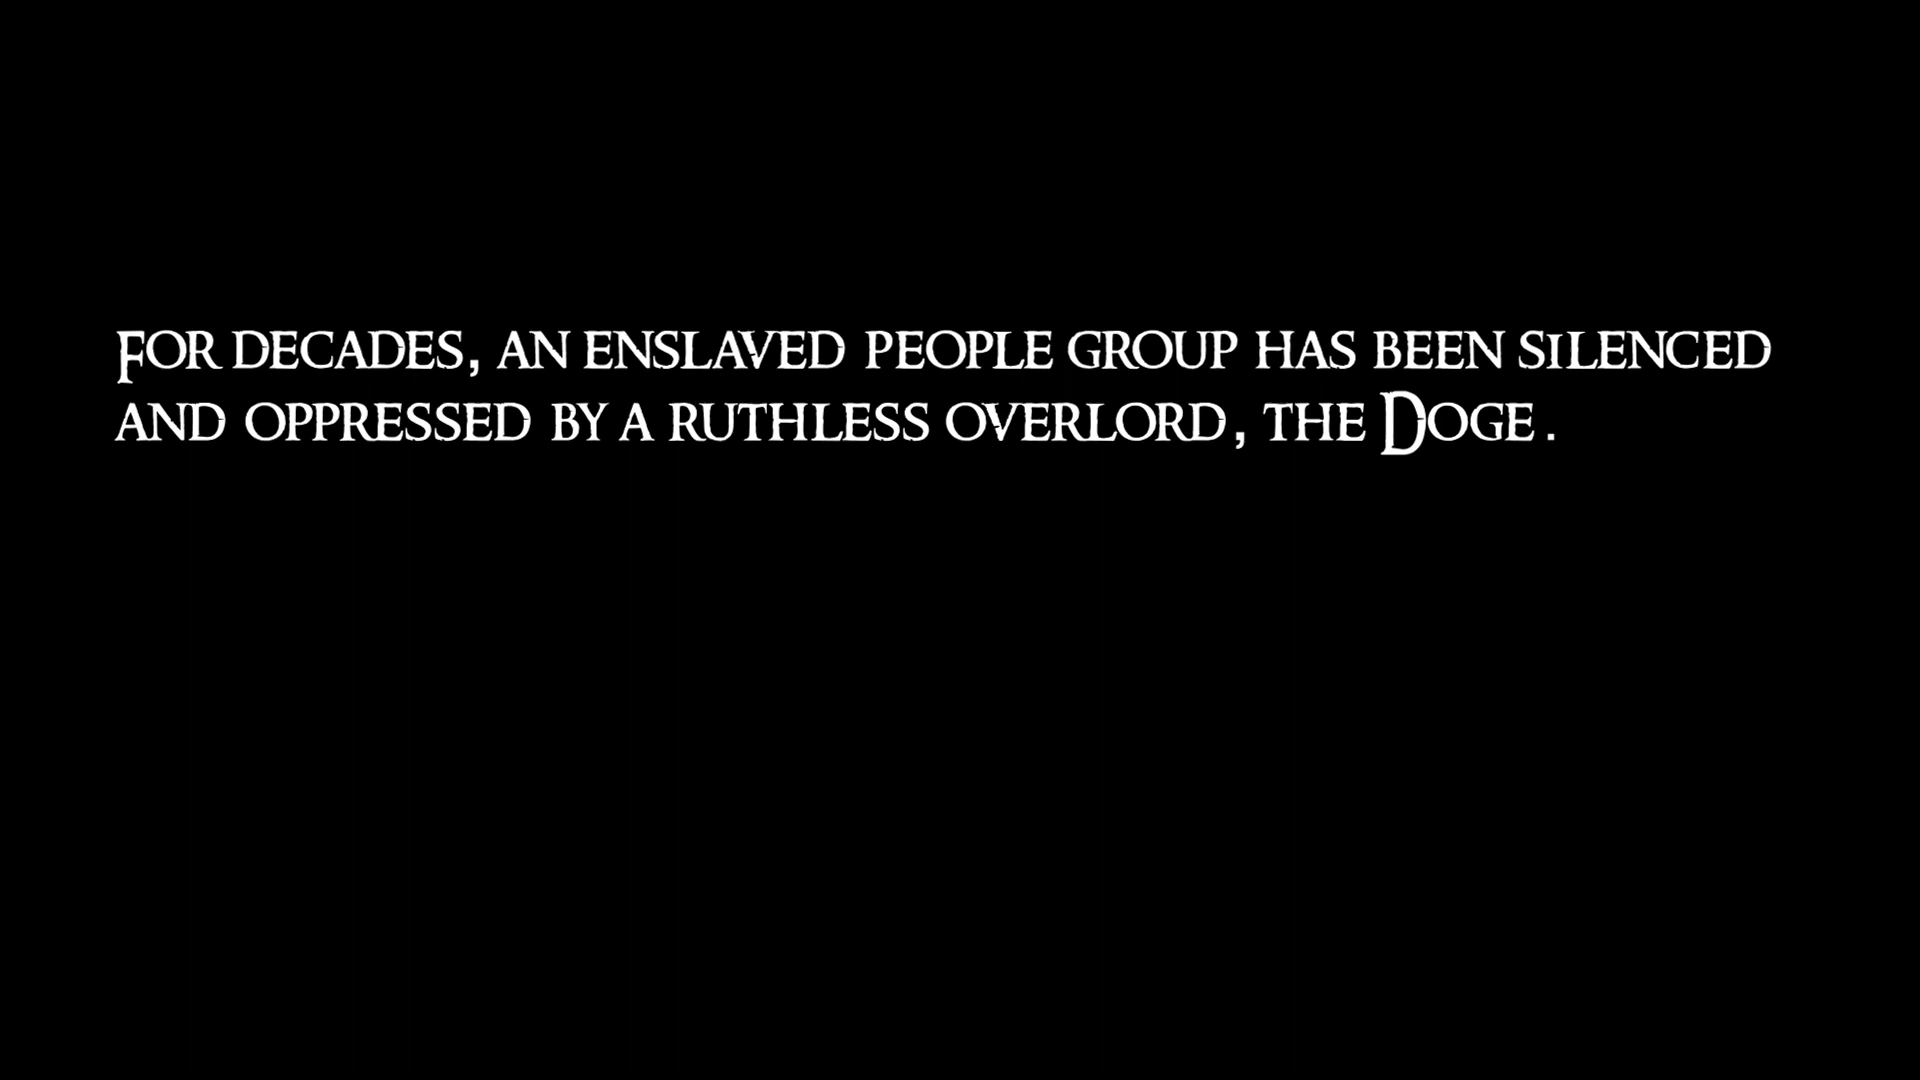 For decades, an enslaved people group has been silenced
and oppressed by a ruthless overlord, the Doge.